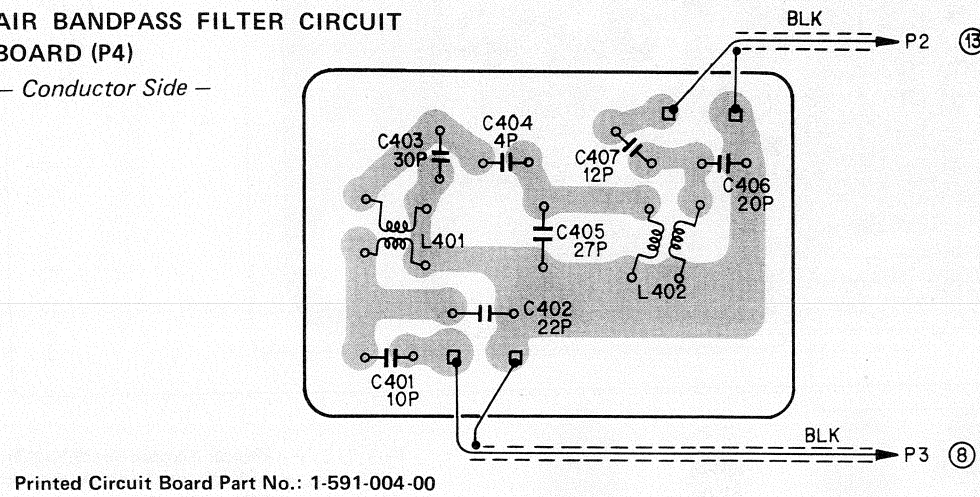 AIR BANDPASS FILTER CIRCUIT
BOARD (P4)
– Conductor Side –
BLK
P2 13
C403
30P
C404
4P
C407
12P
C406
20P
L401
C405
27P
L402
C402
22P
C401
10P
BLK
P3 8
Printed Circuit Board Part No.: 1-591-004-00